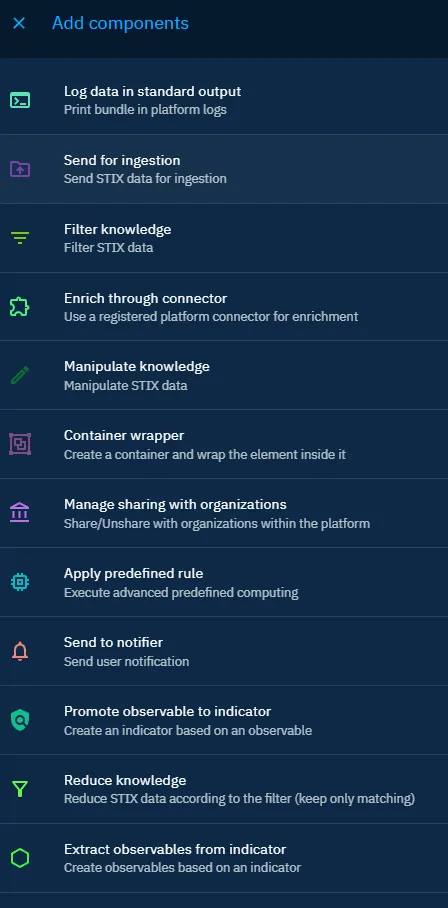 Add components
Log data in standard output
Print bundle in platform logs
Send for ingestion
Send STIX data for ingestion
Filter knowledge
Filter STIX data
Enrich through connector
Use a registered platform connector for enrichment
Manipulate knowledge
Manipulate STIX data
Container wrapper
Create a container and wrap the element inside it
Manage sharing with organizations
Share/Unshare with organizations within the platform
Apply predefined rule
Execute advanced predefined computing
Send to notifier
Send user notification
Promote observable to indicator
Create an indicator based on an observable
Reduce knowledge
Reduce STIX data according to the filter (keep only matching)
Extract observables from indicator
Create observables based on an indicator